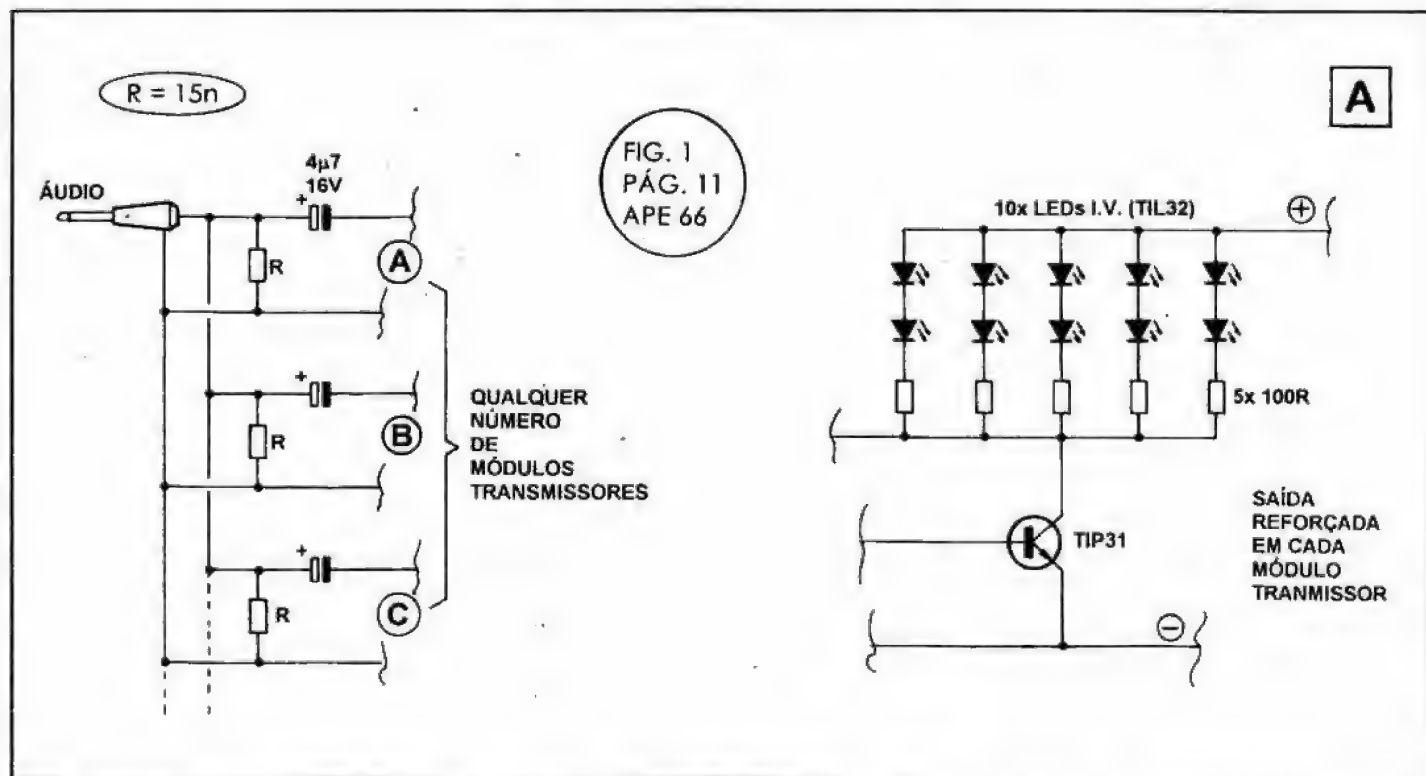 R = 15n
A
ÁUDIO
4µ7
16V
+
R
A
FIG. 1
PÁG. 11
APE 66
+
R
B
QUALQUER
NÚMERO
DE
MÓDULOS
TRANSMISSORES
+
R
C
10x LEDs I.V. (TIL32)
+
5x 100R
TIP31
SAÍDA
REFORÇADA
EM CADA
MÓDULO
TRANMISSOR
−